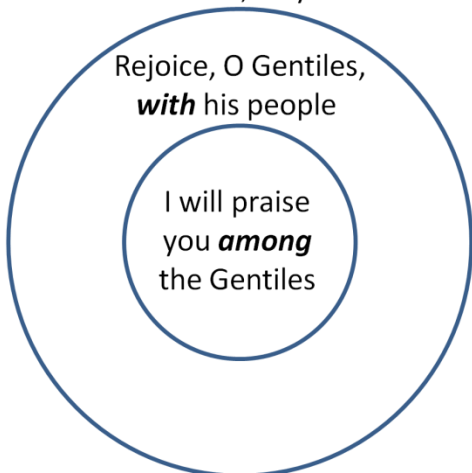 Rejoice, O Gentiles,
with his people
I will praise
you among
the Gentiles